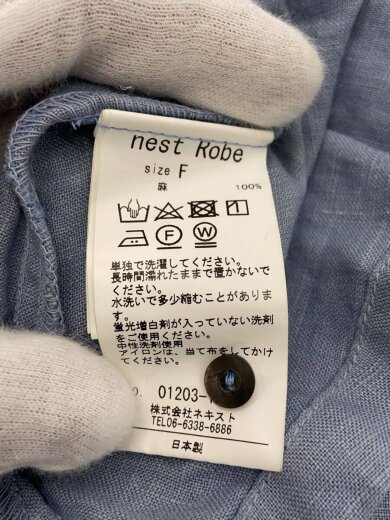 nest Robe
size F
麻 100%
F W
単独で洗濯してください。
長時間濡れたままで置かないで
ください。
水洗いで多少縮むことがありま
す。
蛍光増白剤が入っていない洗剤
をご使用ください。
中性洗剤使用
アイロンは、当て布をしてかけ
てください。
01203-
株式会社ネキスト
TEL06-6338-6886
日本製